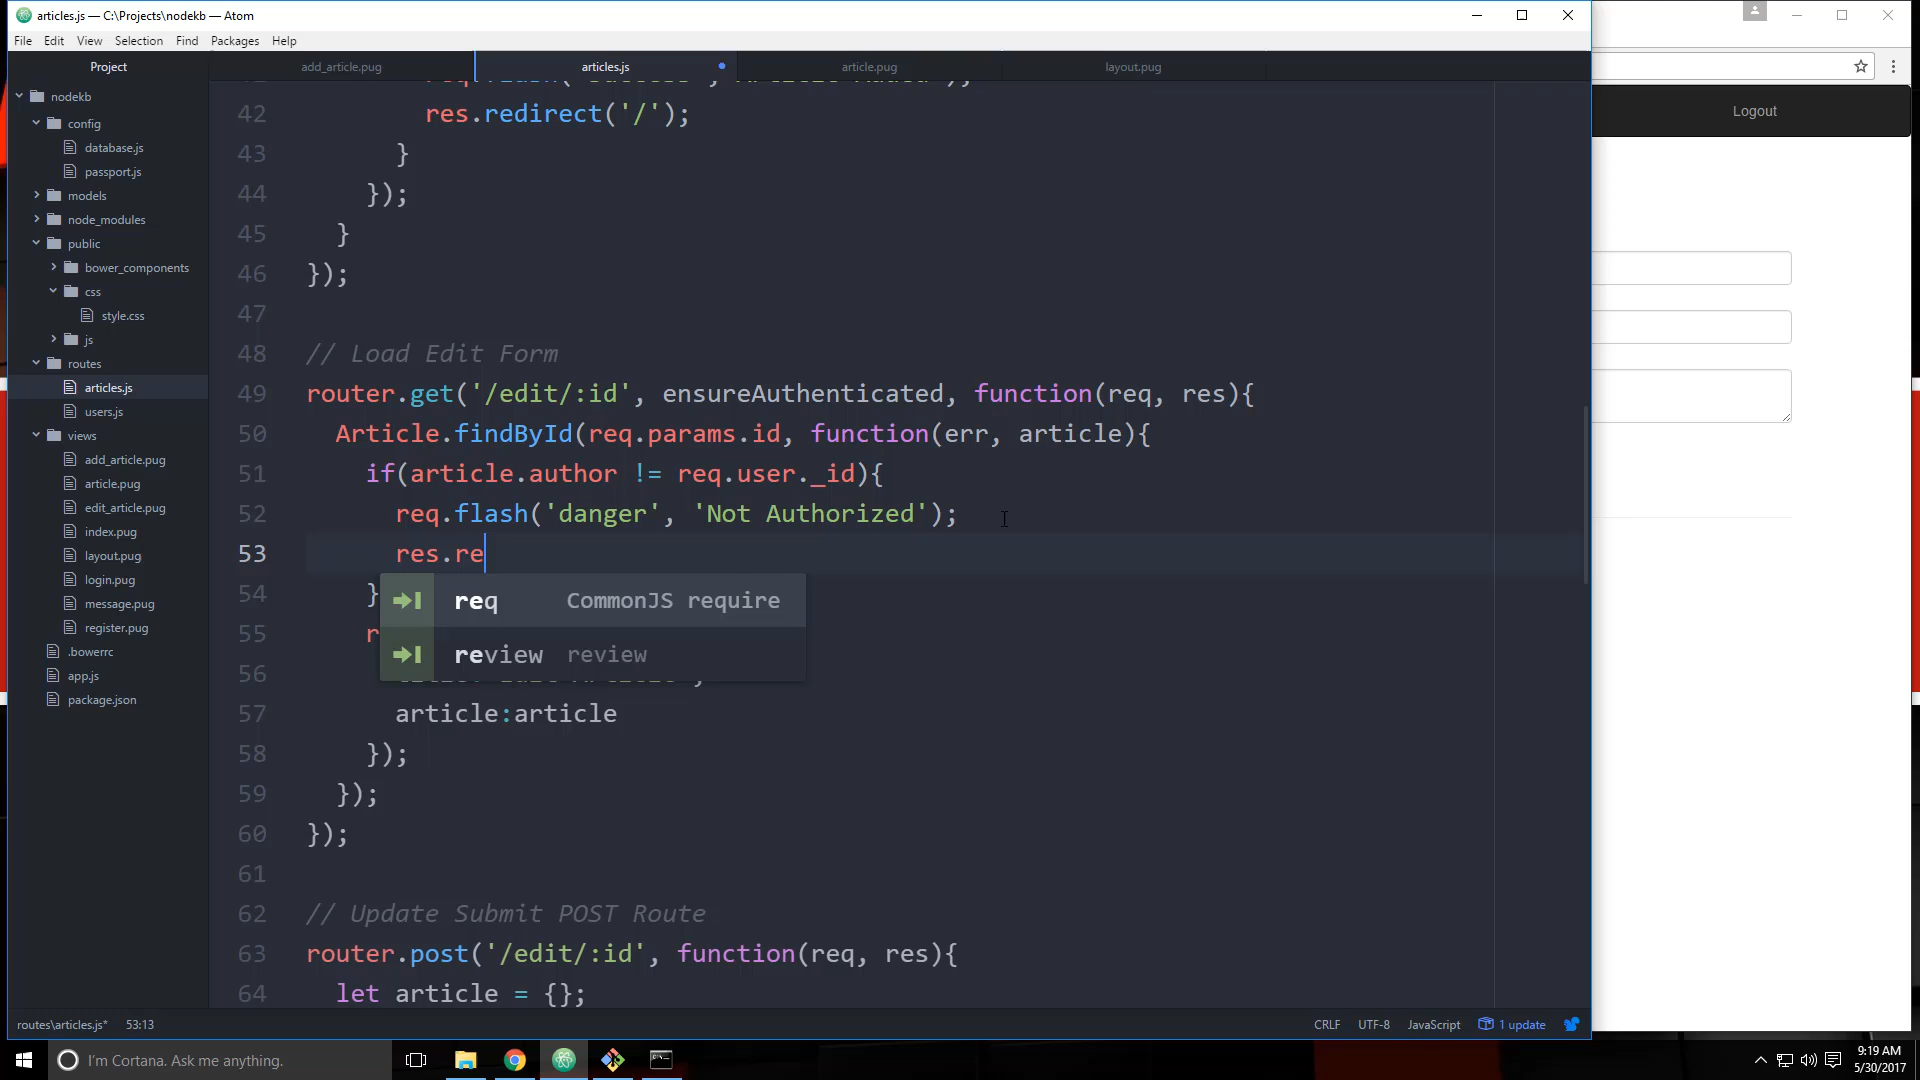 articles.js — C:\Projects\nodekb — Atom
File Edit View Selection Find Packages Help
Project
add_article.pug
articles.js
article.pug
layout.pug
nodekb
config
database.js
passport.js
models
node_modules
public
bower_components
css
style.css
js
routes
articles.js
users.js
views
add_article.pug
article.pug
edit_article.pug
index.pug
layout.pug
login.pug
message.pug
register.pug
.bowerrc
app.js
package.json
42 res.redirect('/');
43 }
44 });
45 }
46 });
47
48 // Load Edit Form
49 router.get('/edit/:id', ensureAuthenticated, function(req, res){
50 Article.findById(req.params.id, function(err, article){
51 if(article.author != req.user._id){
52 req.flash('danger', 'Not Authorized');
53 res.re
54 }
55 r
56
57 article:article
58 });
59 });
60 });
61
62 // Update Submit POST Route
63 router.post('/edit/:id', function(req, res){
64 let article = {};
req CommonJS require
review review
routes\articles.js* 53:13
CRLF UTF-8 JavaScript 1 update
Logout
I'm Cortana. Ask me anything.
9:19 AM
5/30/2017